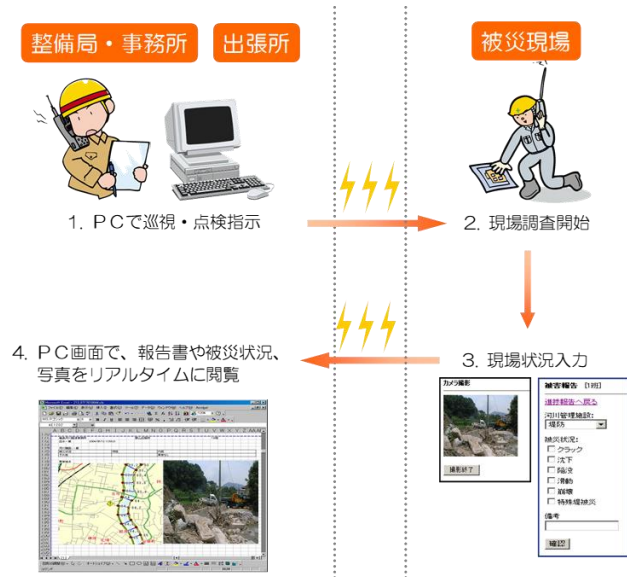 整備局・事務所
出張所
被災現場
1. PCで巡視・点検指示
2. 現場調査開始
4. PC画面で、報告書や被災状況、
写真をリアルタイムに閲覧
3. 現場状況入力
カメラ撮影
撮影終了
被害報告 [1術]
進捗報告へ戻る
河川管理施設:
堤防
被災状況:
クラック
沈下
陥没
滑動
崩壊
特殊堤被災
備考
確認